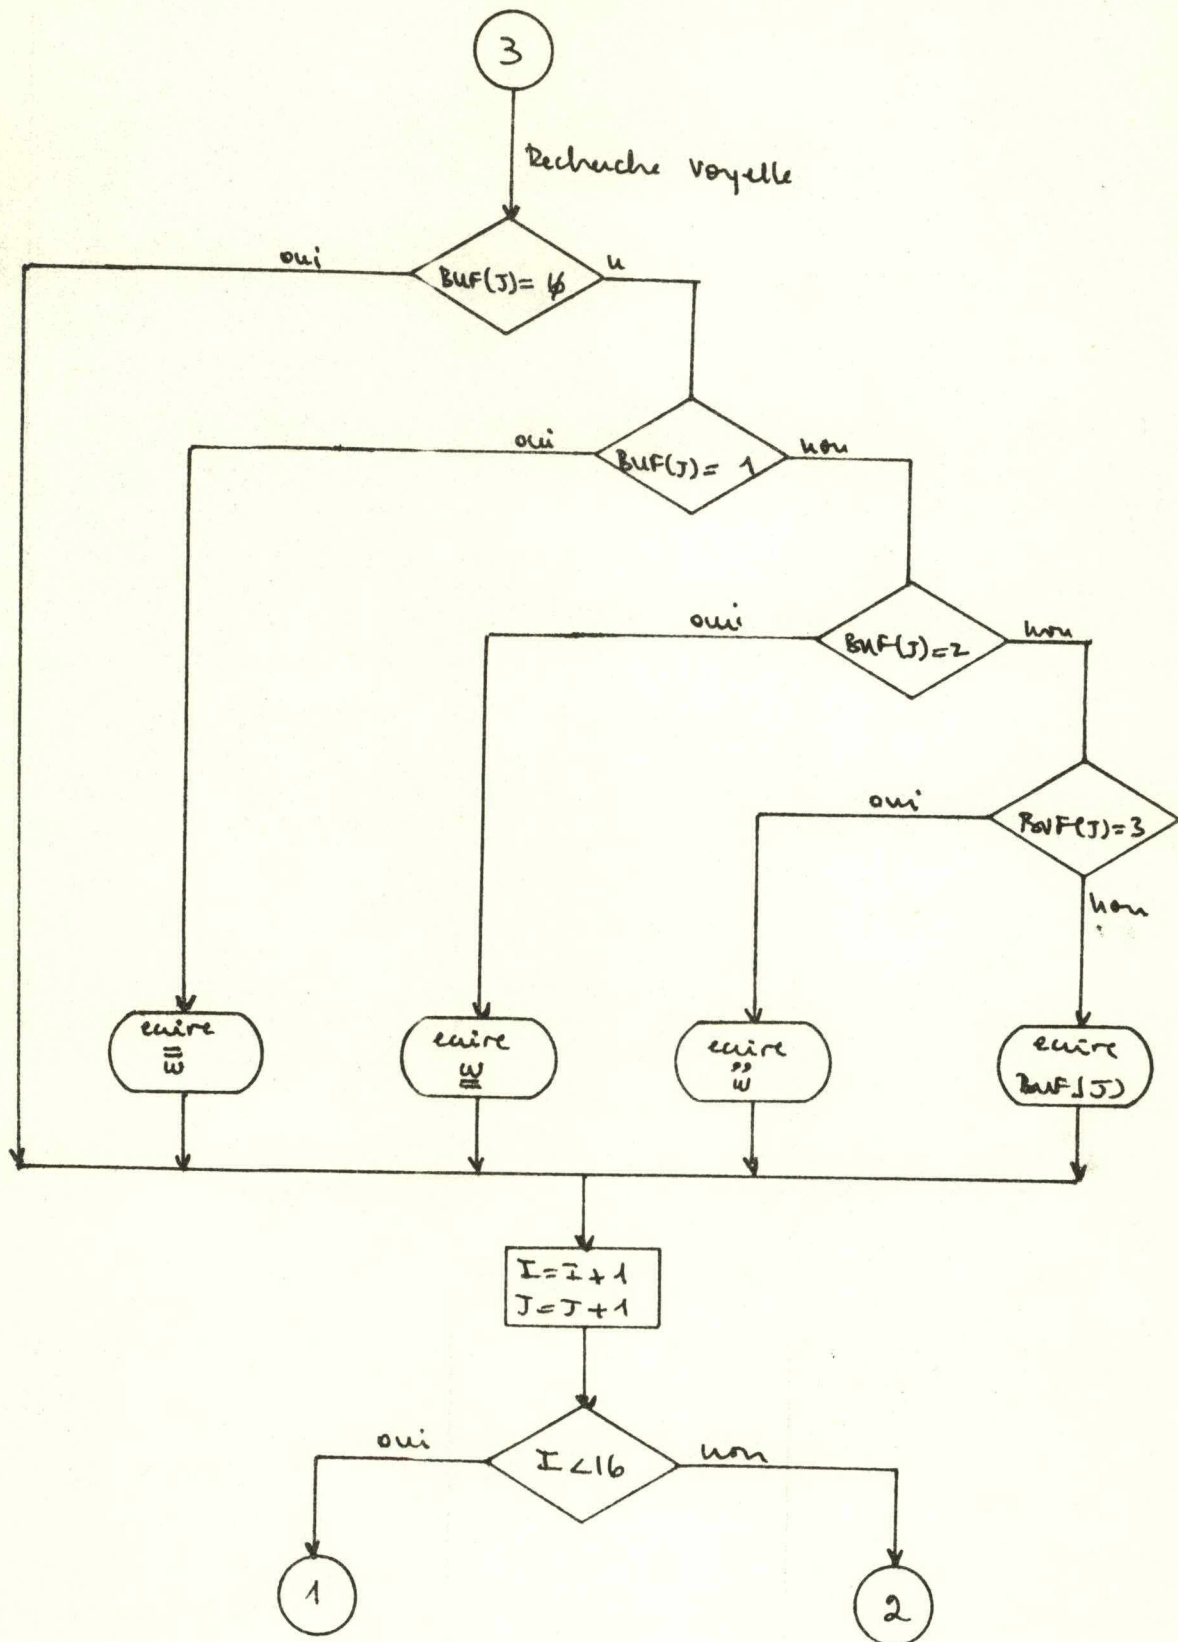 3
Recherche voyelle
oui
BUF(J)=
n
oui
BUF(J)= 1
non
oui
BUF(J)=2
non
oui
BUF(J)=3
non
ecrire
w
ecrire
w
ecrire
,,
w
ecrire
BUF(J)
I=I+1
J=J+1
oui
I<16
non
1
2